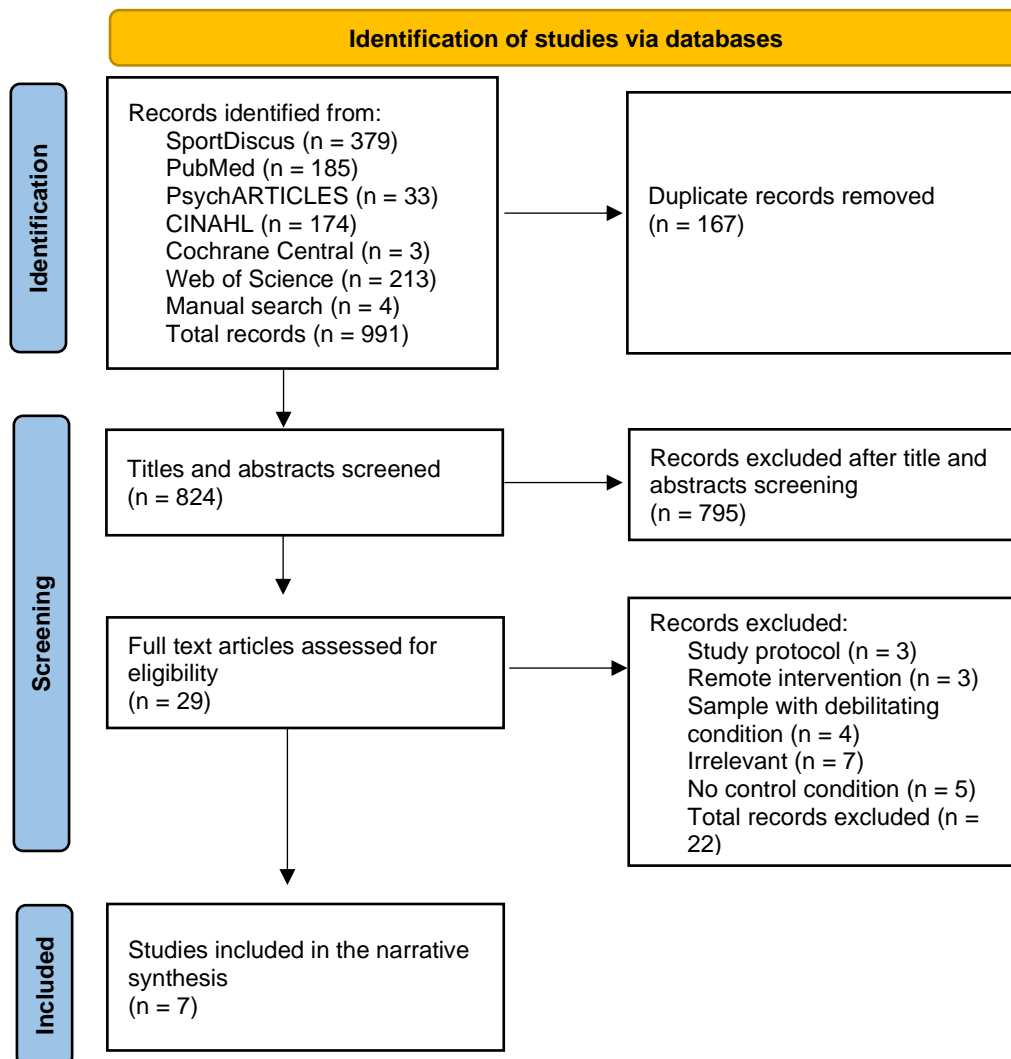 Identification of studies via databases
Identification
Records identified from:
SportDiscus (n = 379)
PubMed (n = 185)
PsychARTICLES (n = 33)
CINAHL (n = 174)
Cochrane Central (n = 3)
Web of Science (n = 213)
Manual search (n = 4)
Total records (n = 991)
Duplicate records removed
(n = 167)
Screening
Titles and abstracts screened
(n = 824)
Records excluded after title and
abstracts screening
(n = 795)
Full text articles assessed for
eligibility
(n = 29)
Records excluded:
Study protocol (n = 3)
Remote intervention (n = 3)
Sample with debilitating
condition (n = 4)
Irrelevant (n = 7)
No control condition (n = 5)
Total records excluded (n =
22)
Included
Studies included in the narrative
synthesis
(n = 7)